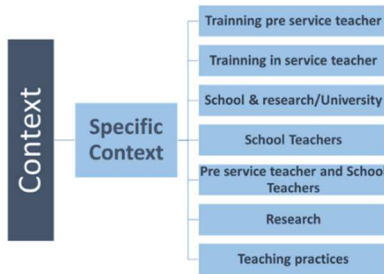 Context
Specific
Context
Trainning pre service teacher
Trainning in service teacher
School & research/University
School Teachers
Pre service teacher and Schoo
Teachers
Research
Teaching practices